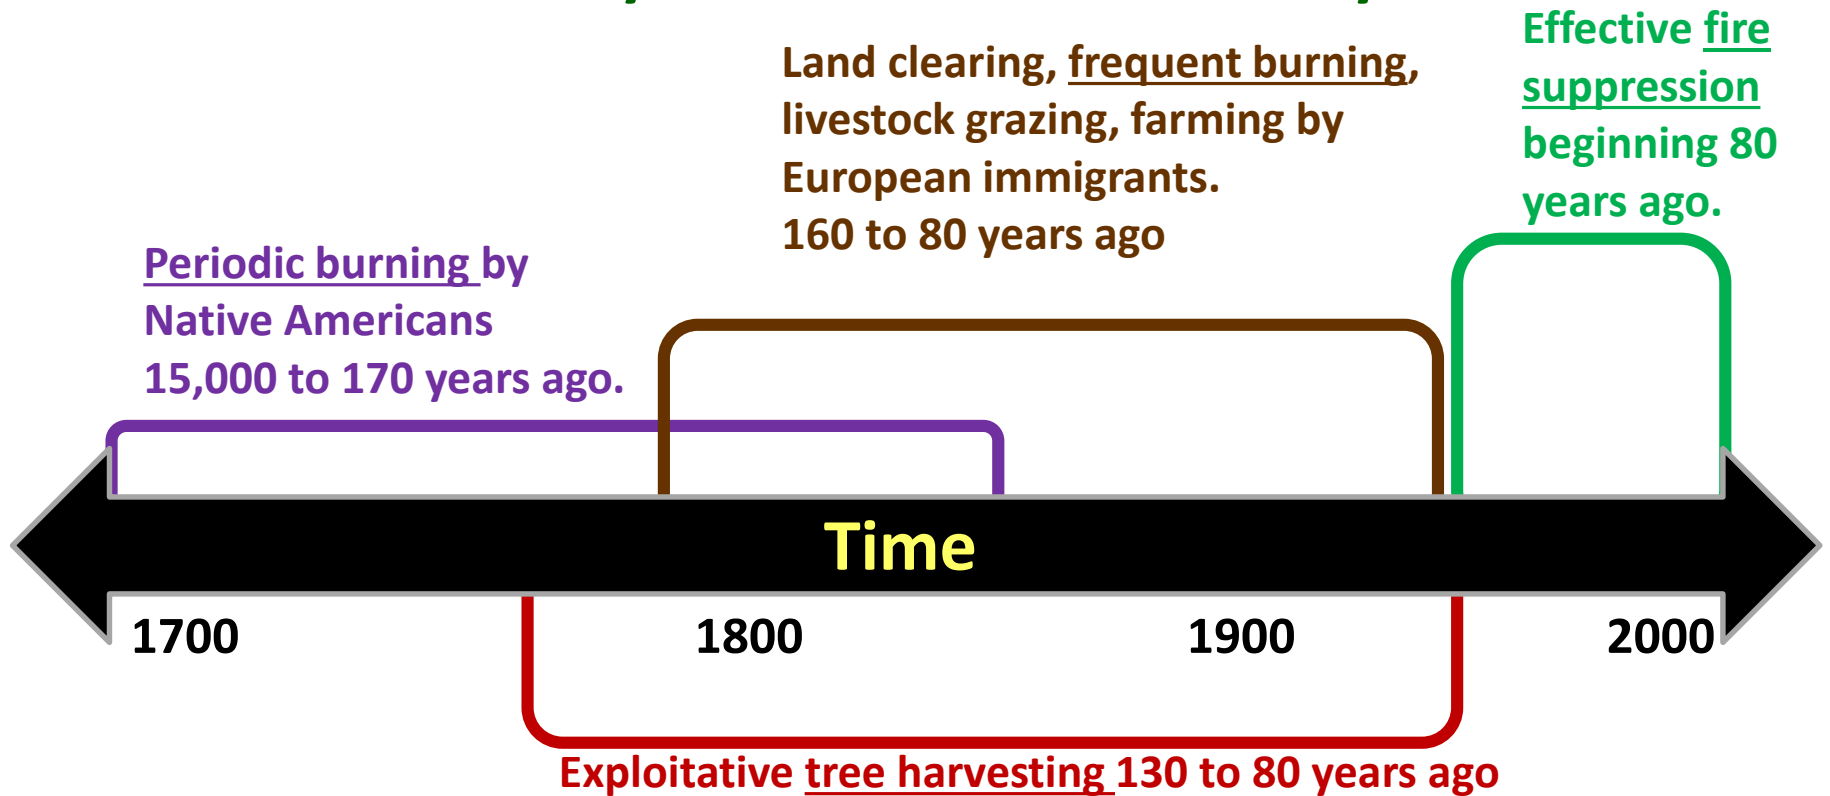 Effective fire
suppression
beginning 80
years ago.
Land clearing, frequent burning,
livestock grazing, farming by
European immigrants.
160 to 80 years ago
Periodic burning by
Native Americans
15,000 to 170 years ago.
Time
1700 1800 1900 2000
Exploitative tree harvesting 130 to 80 years ago